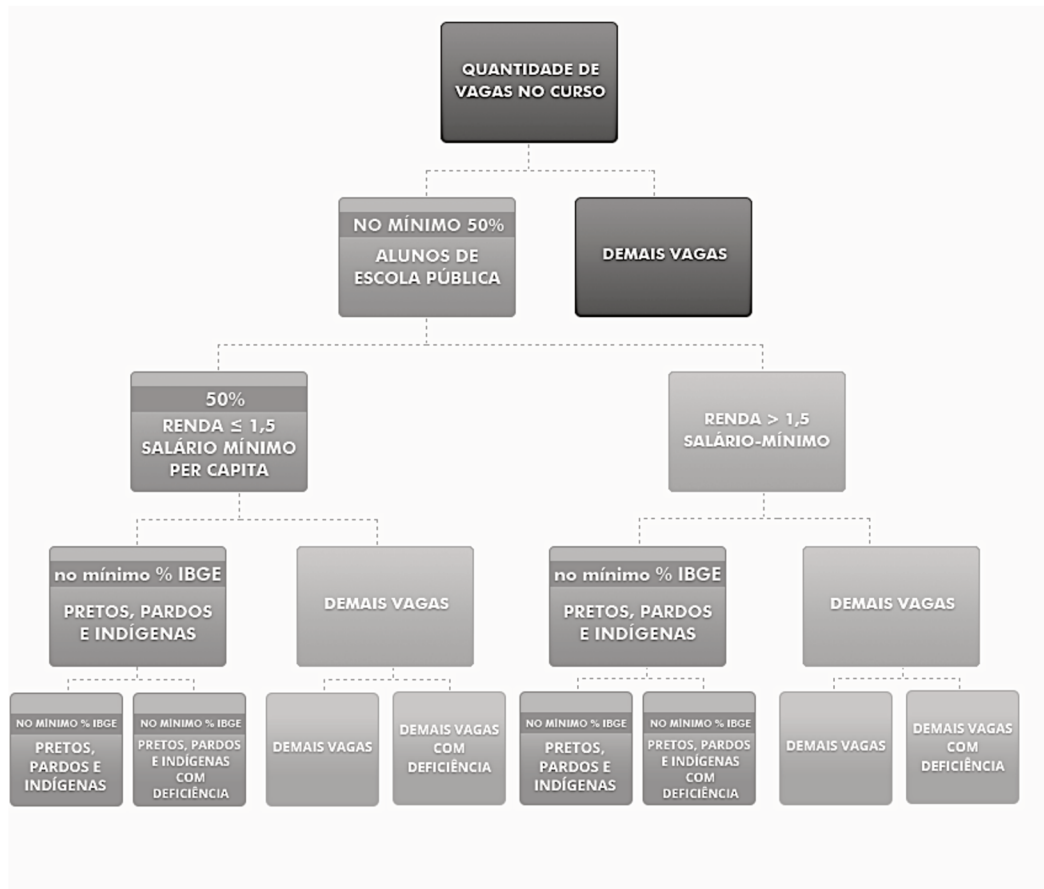 QUANTIDADE DE
VAGAS NO CURSO
NO MÍNIMO 50%
ALUNOS DE
ESCOLA PÚBLICA
DEMAIS VAGAS
50%
RENDA ≤ 1,5
SALÁRIO MÍNIMO
PER CAPITA
RENDA > 1,5
SALÁRIO-MÍNIMO
no mínimo % IBGE
PRETOS, PARDOS
E INDÍGENAS
DEMAIS VAGAS
no mínimo % IBGE
PRETOS, PARDOS
E INDÍGENAS
DEMAIS VAGAS
NO MÍNIMO % IBGE
PRETOS,
PARDOS E
INDÍGENAS
NO MÍNIMO % IBGE
PRETOS, PARDOS
E INDÍGENAS
COM
DEFICIÊNCIA
DEMAIS VAGAS
DEMAIS VAGAS
COM
DEFICIÊNCIA
NO MÍNIMO % IBGE
PRETOS,
PARDOS E
INDÍGENAS
NO MÍNIMO % IBGE
PRETOS, PARDOS
E INDÍGENAS
COM
DEFICIÊNCIA
DEMAIS VAGAS
DEMAIS VAGAS
COM
DEFICIÊNCIA